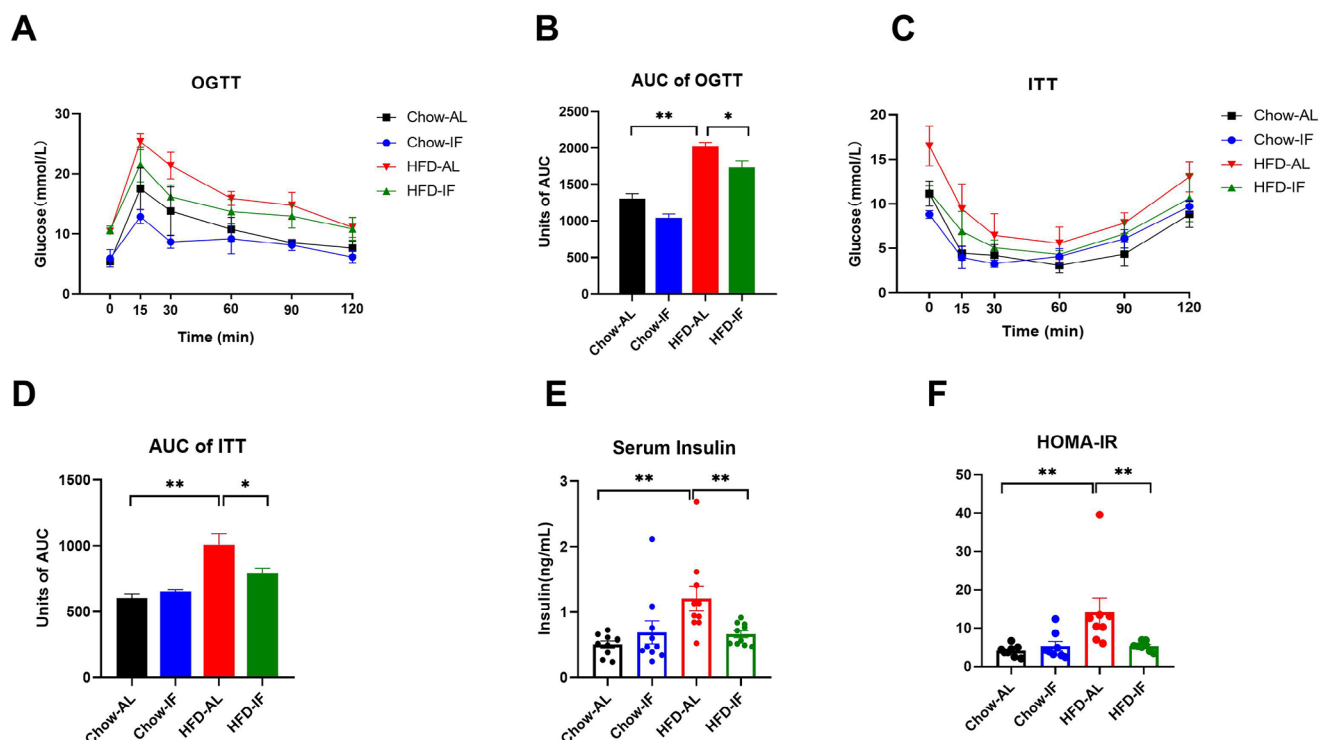 A
B
C
OGTT
30
20
10
0
Glucose(mmol/L)
0 15 30 60 90 120
Time (min)
Chow-AL
Chow-IF
HFD-AL
HFD-IF
AUC of OGTT
2500
2000
1500
1000
500
0
Units of AUC
** *
Chow-AL Chow-IF HFD-AL HFD-IF
ITT
20
15
10
5
0
Glucose(mmol/L)
0 15 30 60 90 120
Time (min)
Chow-AL
Chow-IF
HFD-AL
HFD-IF
D
E
F
AUC of ITT
1500
1000
500
0
Units of AUC
** *
Chow-AL Chow-IF HFD-AL HFD-IF
Serum Insulin
3
2
1
0
Insulin(ng/mL)
** **
Chow-AL Chow-IF HFD-AL HFD-IF
HOMA-IR
50
40
30
20
10
0
** **
Chow-AL Chow-IF HFD-AL HFD-IF